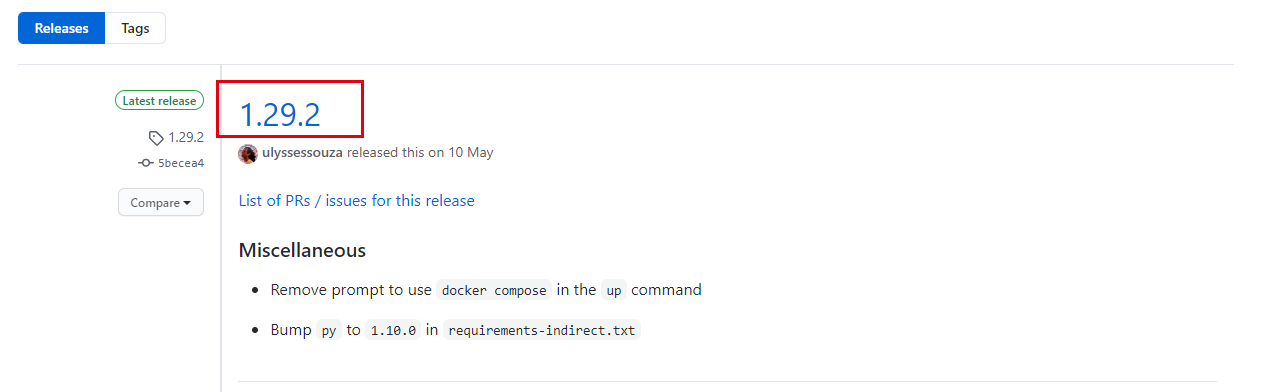 Releases
Tags
Latest release
1.29.2
5becea4
Compare
1.29.2
ulyssessouza released this on 10 May
List of PRs / issues for this release
Miscellaneous
Remove prompt to use docker compose in the up command
Bump py to 1.10.0 in requirements-indirect.txt